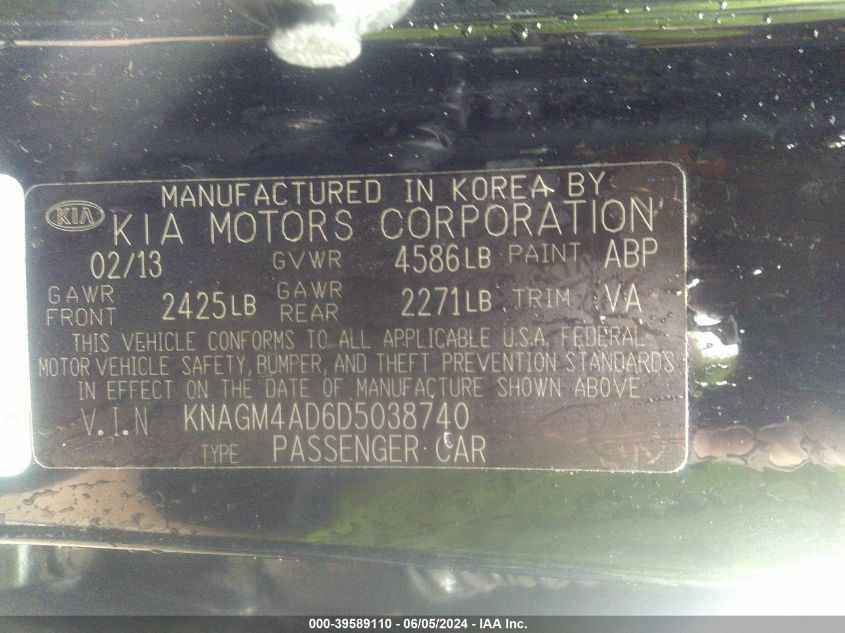 MANUFACTURED IN KOREA BY
KIA KIA MOTORS CORPORATION
02/13 GVWR 4586LB PAINT ABP
GAWR FRONT 2425LB GAWR REAR 2271LB TRIM VA
THIS VEHICLE CONFORMS TO ALL APPLICABLE U.S.A. FEDERAL
MOTOR VEHICLE SAFETY, BUMPER, AND THEFT PREVENTION STANDARDS
IN EFFECT ON THE DATE OF MANUFACTURE SHOWN ABOVE
V.I.N KNAGM4AD6D5038740
TYPE PASSENGER CAR
000-39589110 - 06/05/2024 - IAA Inc.